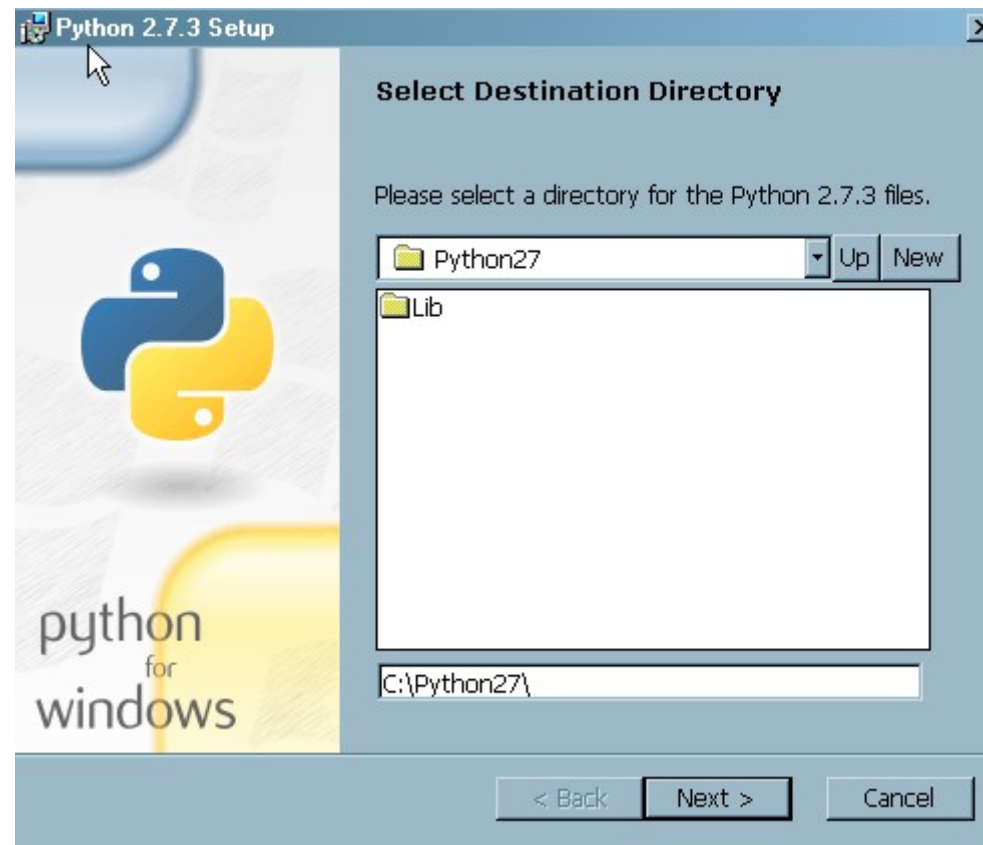 Python 2.7.3 Setup
Select Destination Directory
Please select a directory for the Python 2.7.3 files.
Python27
Up
New
Lib
C:\Python27\
python
for
windows
< Back
Next >
Cancel